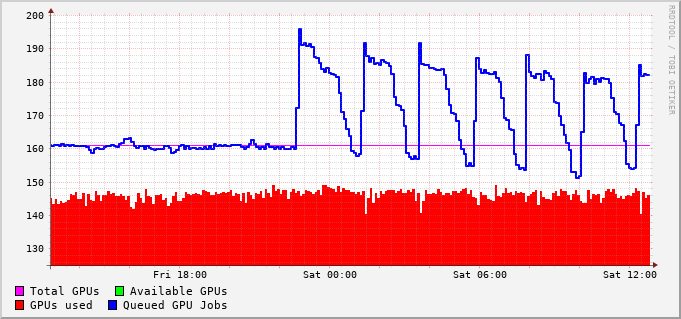 200
190
180
170
160
150
140
130
Fri 18:00 Sat 00:00 Sat 06:00 Sat 12:00
Total GPUs Available GPUs
GPUs used Queued GPU Jobs
RRDTOOL / TOBI OETIKER